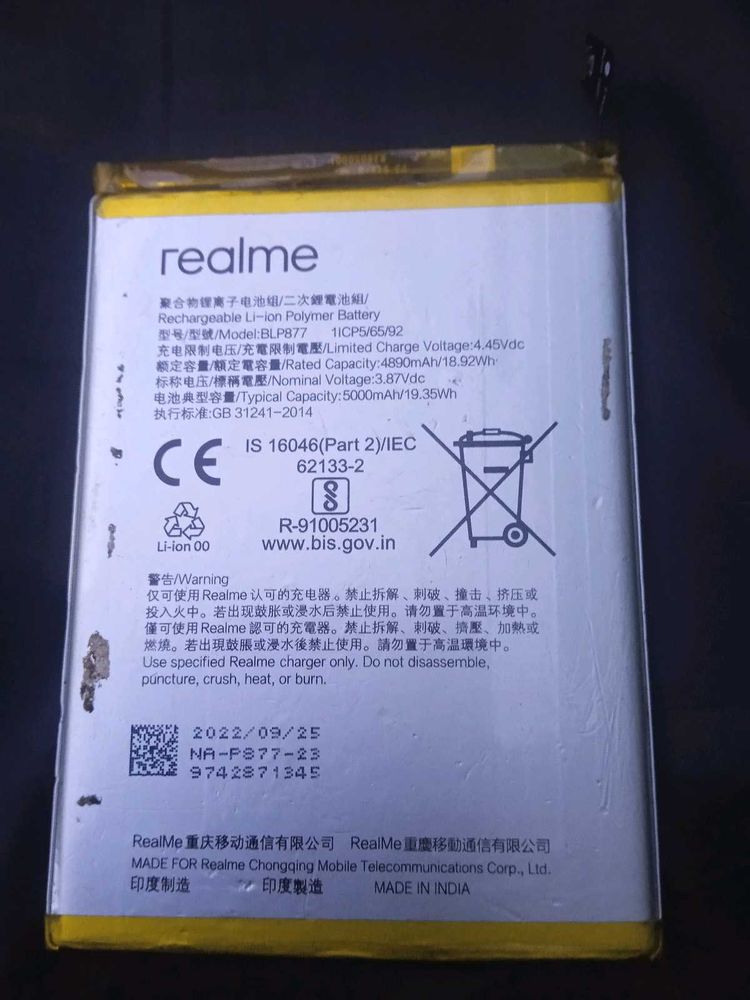 realme
聚合物锂离子电池组/二次鋰電池組/
Rechargeable Li-ion Polymer Battery
型号/型號/Model:BLP877 1ICP5/65/92
充电限制电压/充電限制電壓/Limited Charge Voltage:4.45Vdc
额定容量/額定電容量/Rated Capacity:4890mAh/18.92Wh
标称电压/標稱電壓/Nominal Voltage:3.87Vdc
电池典型容量/Typical Capacity:5000mAh/19.35Wh
执行标准:GB 31241-2014
CE
IS 16046(Part 2)/IEC
62133-2
R-91005231
www.bis.gov.in
Li-ion 00
警告/Warning
仅可使用 Realme 认可的充电器。禁止拆解、刺破、撞击、挤压或
投入火中。若出现鼓胀或浸水后禁止使用。请勿置于高温环境中。
僅可使用 Realme 認可的充電器。禁止拆解、刺破、擠壓、加熱或
燃燒。若出現鼓脹或浸水後禁止使用。請勿置于高溫環境中。
Use specified Realme charger only. Do not disassemble,
puncture, crush, heat, or burn.
2022/09/25
NA-P877-23
9742871345
RealMe重庆移动通信有限公司 RealMe重慶移動通信有限公司
MADE FOR Realme Chongqing Mobile Telecommunications Corp., Ltd.
印度制造 印度製造 MADE IN INDIA